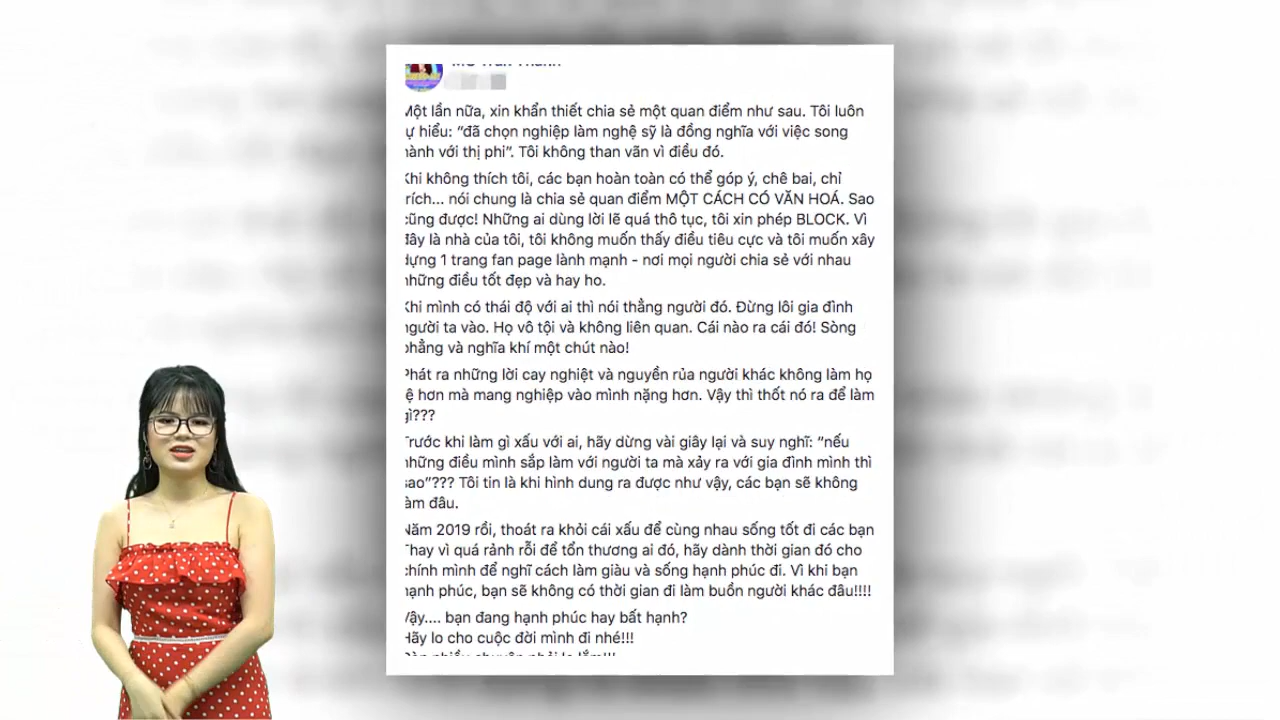 Một lần nữa, xin khẩn thiết chia sẻ một quan điểm như sau. Tôi luôn
tự hiểu: "đã chọn nghiệp làm nghệ sỹ là đồng nghĩa với việc song
hành với thị phi". Tôi không than vãn vì điều đó.
Khi không thích tôi, các bạn hoàn toàn có thể góp ý, chê bai, chỉ
trích... nói chung là chia sẻ quan điểm MỘT CÁCH CÓ VĂN HOÁ. Sao
cũng được! Những ai dùng lời lẽ quá thô tục, tôi xin phép BLOCK. Vì
đây là nhà của tôi, tôi không muốn thấy điều tiêu cực và tôi muốn xây
dựng 1 trang fan page lành mạnh - nơi mọi người chia sẻ với nhau
những điều tốt đẹp và hay ho.
Khi mình có thái độ với ai thì nói thẳng người đó. Đừng lôi gia đình
người ta vào. Họ vô tội và không liên quan. Cái nào ra cái đó! Sòng
phẳng và nghĩa khí một chút nào!
Phát ra những lời cay nghiệt và nguyền rủa người khác không làm họ
tệ hơn mà mang nghiệp vào mình nặng hơn. Vậy thì thốt nó ra để làm
gì???
Trước khi làm gì xấu với ai, hãy dừng vài giây lại và suy nghĩ: "nếu
những điều mình sắp làm với người ta mà xảy ra với gia đình mình thì
sao"??? Tôi tin là khi hình dung ra được như vậy, các bạn sẽ không
làm đâu.
Năm 2019 rồi, thoát ra khỏi cái xấu để cùng nhau sống tốt đi các bạn
Thay vì quá rảnh rỗi để tổn thương ai đó, hãy dành thời gian đó cho
chính mình để nghĩ cách làm giàu và sống hạnh phúc đi. Vì khi bạn
hạnh phúc, bạn sẽ không có thời gian đi làm buồn người khác đâu!!!!
Vậy.... bạn đang hạnh phúc hay bất hạnh?
Hãy lo cho cuộc đời mình đi nhé!!!